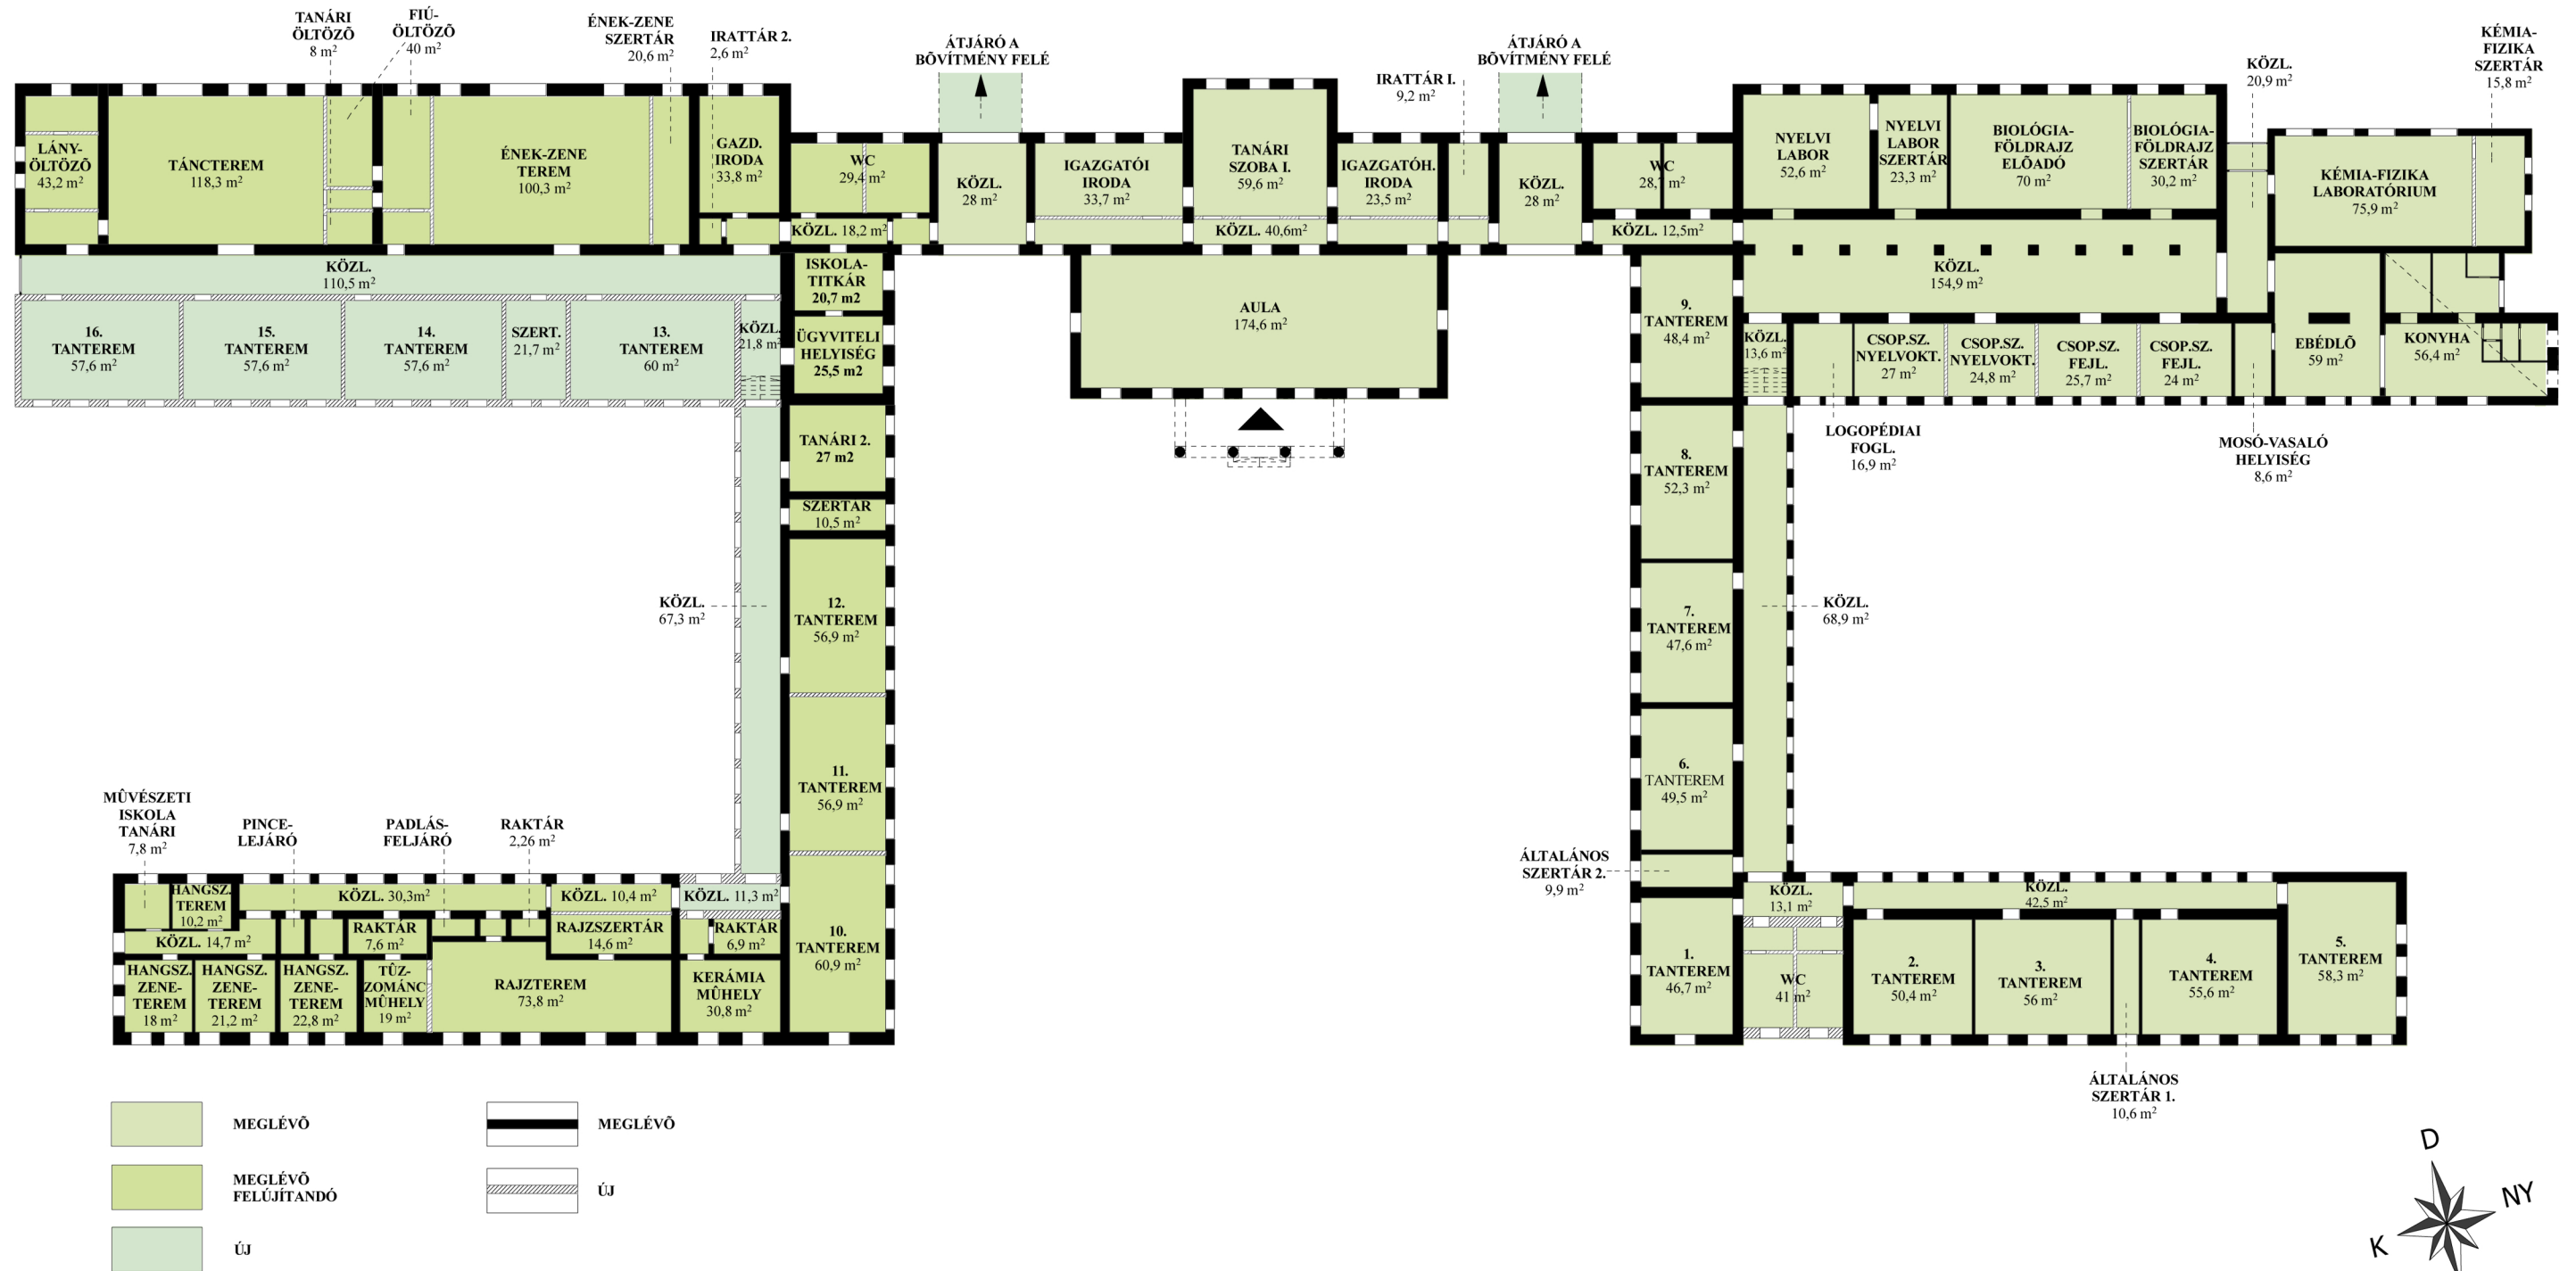 TANÁRI
ÖLTÖZÕ
8 m²
FIÚ-
ÖLTÖZÕ
40 m²
ÉNEK-ZENE
SZERTÁR
20,6 m²
IRATTÁR 2.
2,6 m²
ÁTJÁRÓ A
BÕVÍTMÉNY FELÉ
ÁTJÁRÓ A
BÕVÍTMÉNY FELÉ
IRATTÁR I.
9,2 m²
KÖZL.
20,9 m²
KÉMIA-
FIZIKA
SZERTÁR
15,8 m²
LÁNY-
ÖLTÖZÕ
43,2 m²
TÁNCTEREM
118,3 m²
ÉNEK-ZENE
TEREM
100,3 m²
GAZD.
IRODA
33,8 m²
WC
29,4 m²
KÖZL. 18,2 m²
KÖZL.
28 m²
IGAZGATÓI
IRODA
33,7 m²
TANÁRI
SZOBA I.
59,6 m²
KÖZL. 40,6m²
IGAZGATÓH.
IRODA
23,5 m²
KÖZL.
28 m²
WC
28,7 m²
KÖZL. 12,5m²
NYELVI
LABOR
52,6 m²
NYELVI
LABOR
SZERTÁR
23,3 m²
BIOLÓGIA-
FÖLDRAJZ
ELÕADÓ
70 m²
BIOLÓGIA-
FÖLDRAJZ
SZERTÁR
30,2 m²
KÉMIA-FIZIKA
LABORATÓRIUM
75,9 m²
KÖZL.
110,5 m²
ISKOLA-
TITKÁR
20,7 m2
AULA
174,6 m²
KÖZL.
154,9 m²
16.
TANTEREM
57,6 m²
15.
TANTEREM
57,6 m²
14.
TANTEREM
57,6 m²
SZERT.
21,7 m²
13.
TANTEREM
60 m²
KÖZL.
21,8 m²
ÜGYVITELI
HELYISÉG
25,5 m2
9.
TANTEREM
48,4 m²
KÖZL.
13,6 m²
CSOP.SZ.
NYELVOKT.
27 m²
CSOP.SZ.
NYELVOKT.
24,8 m²
CSOP.SZ.
FEJL.
25,7 m²
CSOP.SZ.
FEJL.
24 m²
EBÉDLÕ
59 m²
KONYHA
56,4 m²
TANÁRI 2.
27 m2
8.
TANTEREM
52,3 m²
LOGOPÉDIAI
FOGL.
16,9 m²
MOSÓ-VASALÓ
HELYISÉG
8,6 m²
SZERTAR
10,5 m²
KÖZL.
67,3 m²
12.
TANTEREM
56,9 m²
7.
TANTEREM
47,6 m²
KÖZL.
68,9 m²
11.
TANTEREM
56,9 m²
6.
TANTEREM
49,5 m²
MÛVÉSZETI
ISKOLA
TANÁRI
7,8 m²
PINCE-
LEJÁRÓ
PADLÁS-
FELJÁRÓ
RAKTÁR
2,26 m²
ÁLTALÁNOS
SZERTÁR 2.
9,9 m²
HANGSZ.
TEREM
10,2 m²
KÖZL. 30,3m²
KÖZL. 10,4 m²
KÖZL. 11,3 m²
KÖZL.
13,1 m²
KÖZL.
42,5 m²
KÖZL. 14,7 m²
RAKTÁR
7,6 m²
RAJZSZERTÁR
14,6 m²
RAKTÁR
6,9 m²
10.
TANTEREM
60,9 m²
HANGSZ.
ZENE-
TEREM
18 m²
HANGSZ.
ZENE-
TEREM
21,2 m²
HANGSZ.
ZENE-
TEREM
22,8 m²
TÛZ-
ZOMÁNC
MÛHELY
19 m²
RAJZTEREM
73,8 m²
KERÁMIA
MÛHELY
30,8 m²
1.
TANTEREM
46,7 m²
WC
41 m²
2.
TANTEREM
50,4 m²
3.
TANTEREM
56 m²
4.
TANTEREM
55,6 m²
5.
TANTEREM
58,3 m²
ÁLTALÁNOS
SZERTÁR 1.
10,6 m²
MEGLÉVÕ
MEGLÉVÕ
FELÚJÍTANDÓ
ÚJ
MEGLÉVÕ
ÚJ
D
NY
K